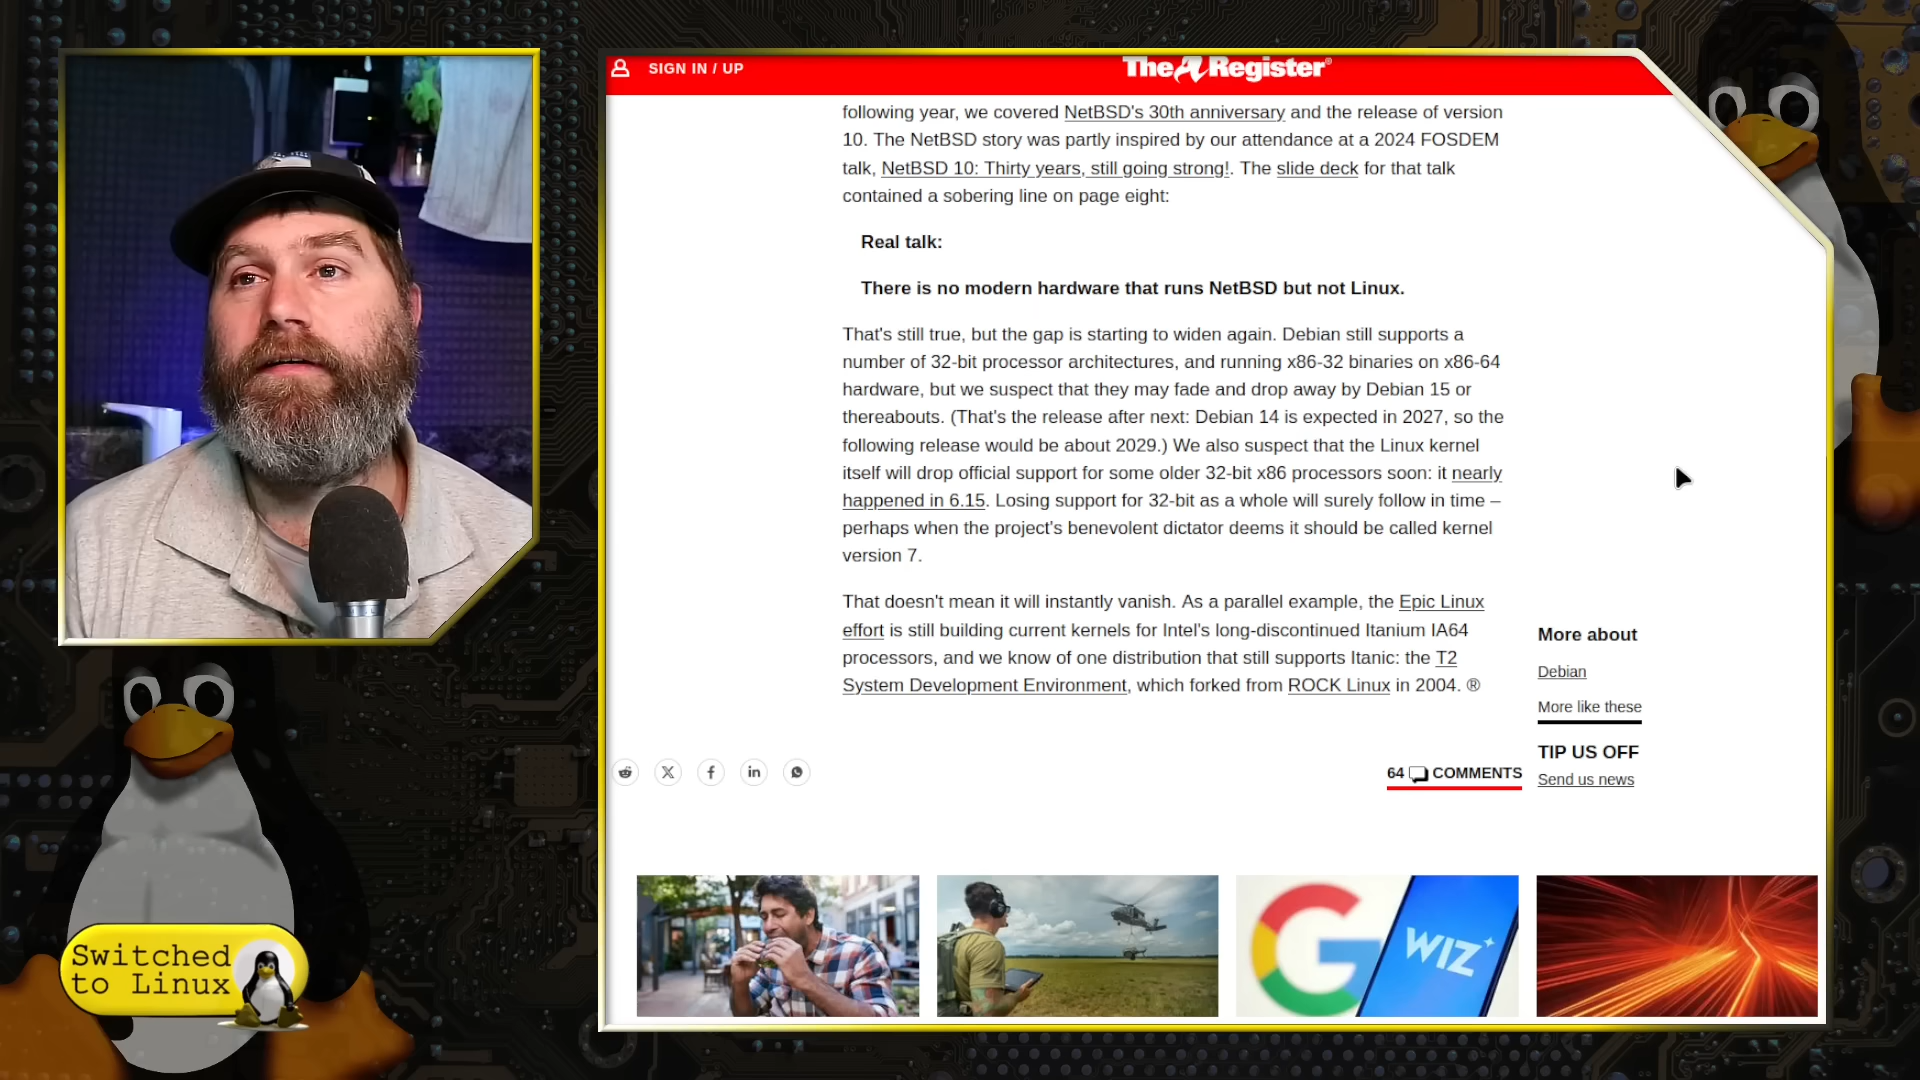 SIGN IN / UP
The Register®
following year, we covered NetBSD's 30th anniversary and the release of version
10. The NetBSD story was partly inspired by our attendance at a 2024 FOSDEM
talk, NetBSD 10: Thirty years, still going strong!. The slide deck for that talk
contained a sobering line on page eight:
Real talk:
There is no modern hardware that runs NetBSD but not Linux.
That's still true, but the gap is starting to widen again. Debian still supports a
number of 32-bit processor architectures, and running x86-32 binaries on x86-64
hardware, but we suspect that they may fade and drop away by Debian 15 or
thereabouts. (That's the release after next: Debian 14 is expected in 2027, so the
following release would be about 2029.) We also suspect that the Linux kernel
itself will drop official support for some older 32-bit x86 processors soon: it nearly
happened in 6.15. Losing support for 32-bit as a whole will surely follow in time –
perhaps when the project's benevolent dictator deems it should be called kernel
version 7.
That doesn't mean it will instantly vanish. As a parallel example, the Epic Linux
effort is still building current kernels for Intel's long-discontinued Itanium IA64
processors, and we know of one distribution that still supports Itanic: the T2
System Development Environment, which forked from ROCK Linux in 2004. ®
More about
Debian
More like these
TIP US OFF
Send us news
64 COMMENTS
WIZ
Switched
to Linux